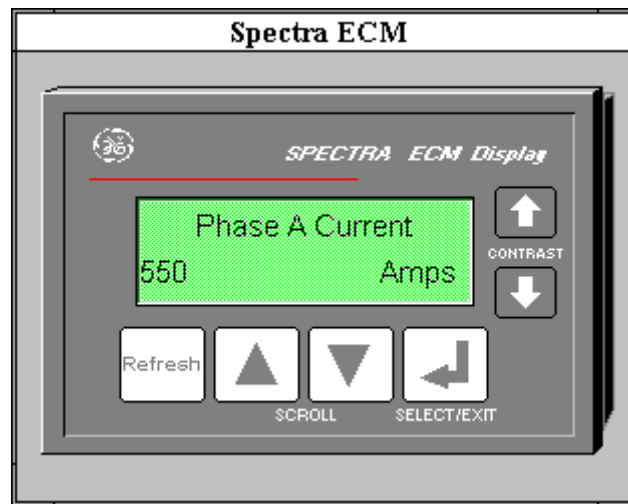 Spectra ECM
SPECTRA ECM Display
Phase A Current
550 Amps
CONTRAST
Refresh
SCROLL
SELECT/EXIT